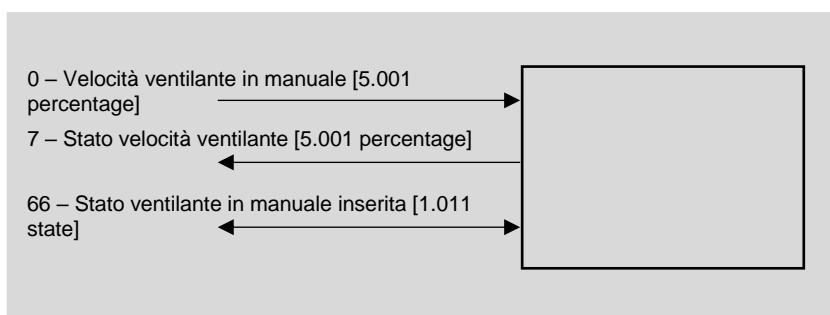 0 – Velocità ventilante in manuale [5.001
percentage]
7 – Stato velocità ventilante [5.001 percentage]
66 – Stato ventilante in manuale inserita [1.011
state]